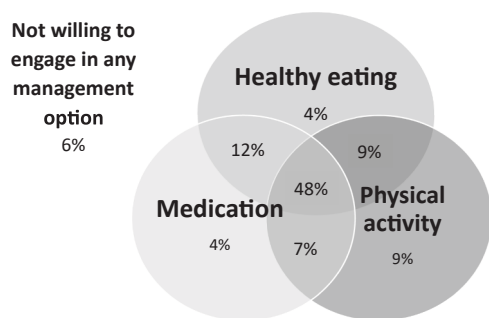 Not willing to
engage in any
management
option
6%
Healthy eating
4%
12%
9%
48%
Medication
Physical
activity
4%
7%
9%